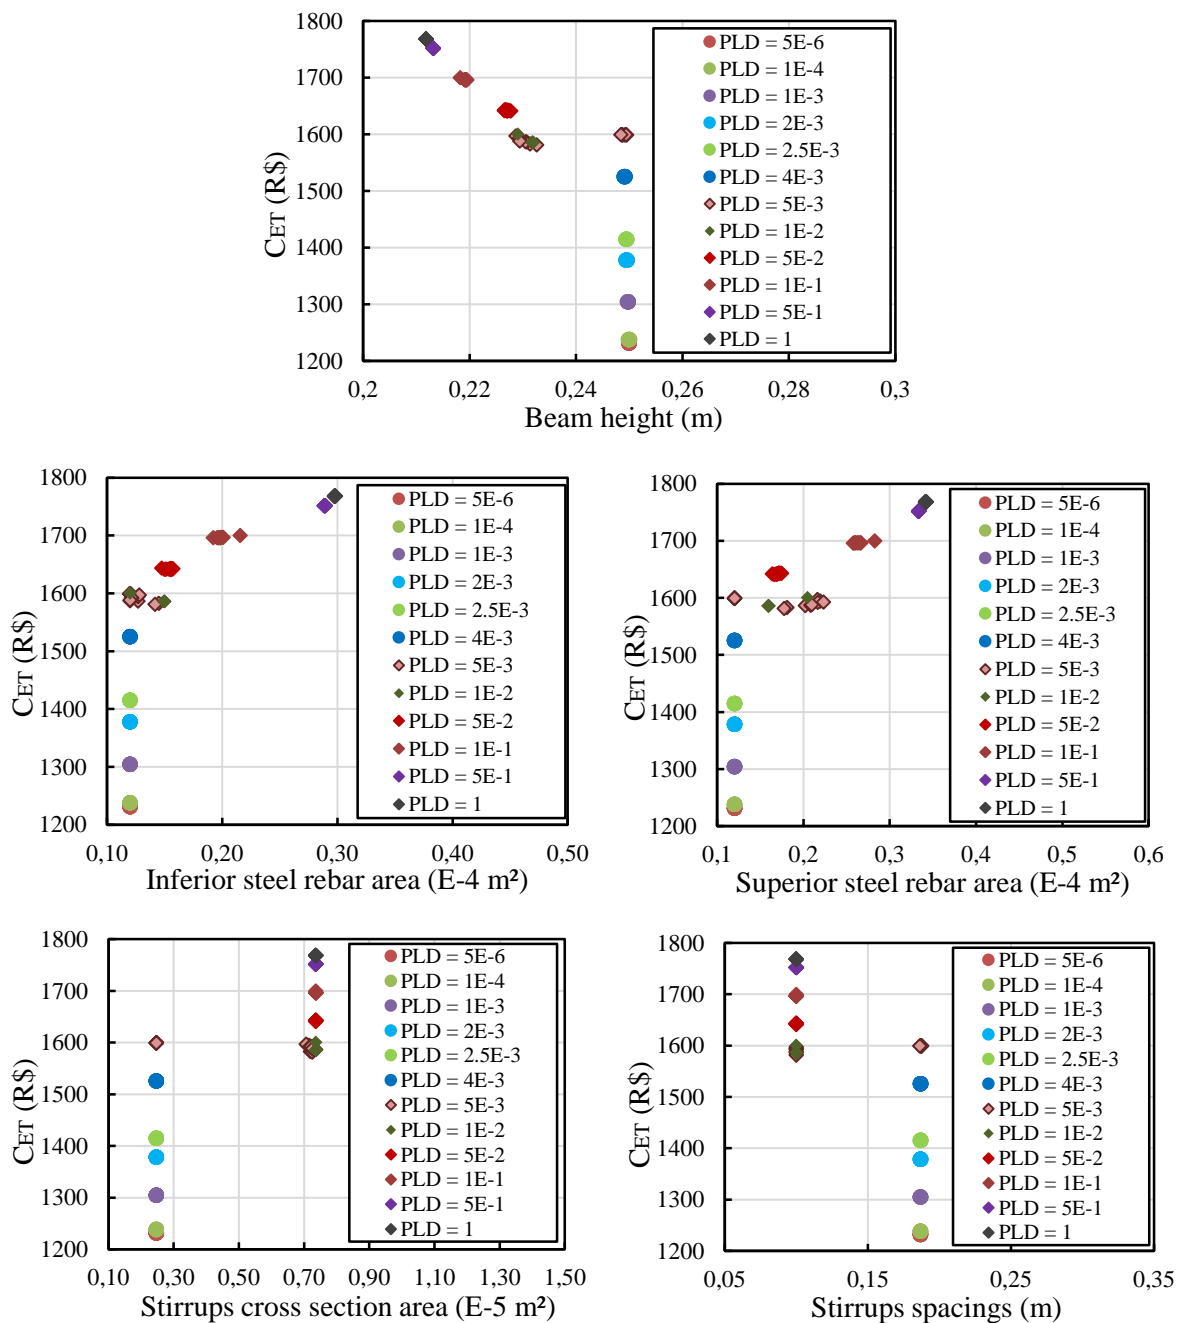 1800
1700
1600
1500
1400
1300
1200
CET (R$)
0,2
0,22
0,24
0,26
0,28
0,3
Beam height (m)
PLD = 5E-6
PLD = 1E-4
PLD = 1E-3
PLD = 2E-3
PLD = 2.5E-3
PLD = 4E-3
PLD = 5E-3
PLD = 1E-2
PLD = 5E-2
PLD = 1E-1
PLD = 5E-1
PLD = 1
1800
1700
1600
1500
1400
1300
1200
CET (R$)
0,10
0,20
0,30
0,40
0,50
Inferior steel rebar area (E-4 m²)
PLD = 5E-6
PLD = 1E-4
PLD = 1E-3
PLD = 2E-3
PLD = 2.5E-3
PLD = 4E-3
PLD = 5E-3
PLD = 1E-2
PLD = 5E-2
PLD = 1E-1
PLD = 5E-1
PLD = 1
1800
1700
1600
1500
1400
1300
1200
CET (R$)
0,1
0,2
0,3
0,4
0,5
0,6
Superior steel rebar area (E-4 m²)
PLD = 5E-6
PLD = 1E-4
PLD = 1E-3
PLD = 2E-3
PLD = 2.5E-3
PLD = 4E-3
PLD = 5E-3
PLD = 1E-2
PLD = 5E-2
PLD = 1E-1
PLD = 5E-1
PLD = 1
1800
1700
1600
1500
1400
1300
1200
CET (R$)
0,10
0,30
0,50
0,70
0,90
1,10
1,30
1,50
Stirrups cross section area (E-5 m²)
PLD = 5E-6
PLD = 1E-4
PLD = 1E-3
PLD = 2E-3
PLD = 2.5E-3
PLD = 4E-3
PLD = 5E-3
PLD = 1E-2
PLD = 5E-2
PLD = 1E-1
PLD = 5E-1
PLD = 1
1800
1700
1600
1500
1400
1300
1200
CET (R$)
0,05
0,15
0,25
0,35
Stirrups spacings (m)
PLD = 5E-6
PLD = 1E-4
PLD = 1E-3
PLD = 2E-3
PLD = 2.5E-3
PLD = 4E-3
PLD = 5E-3
PLD = 1E-2
PLD = 5E-2
PLD = 1E-1
PLD = 5E-1
PLD = 1